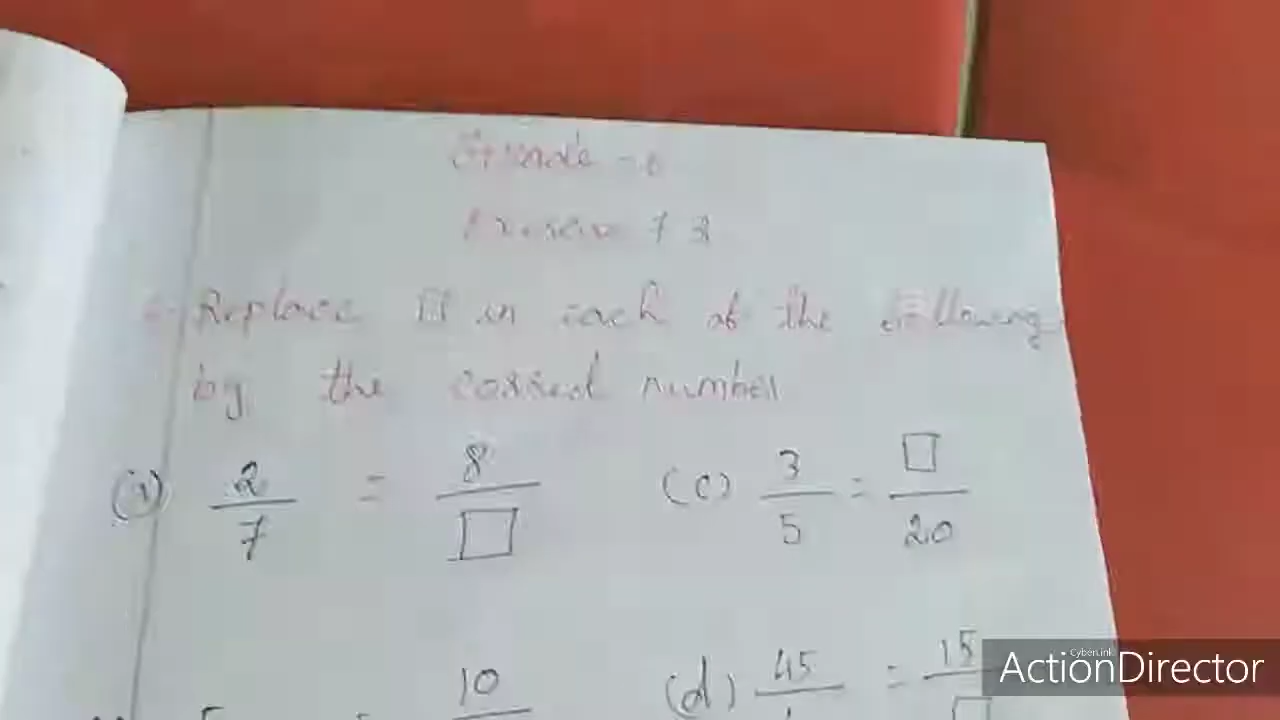 Grade - 6
Exercise 7.3
Replace □ in each of the following
by the correct number
2/7 = 8/□ (c) 3/5 = □/20
10 (d) 45 = 15/□
CyberLink
ActionDirector